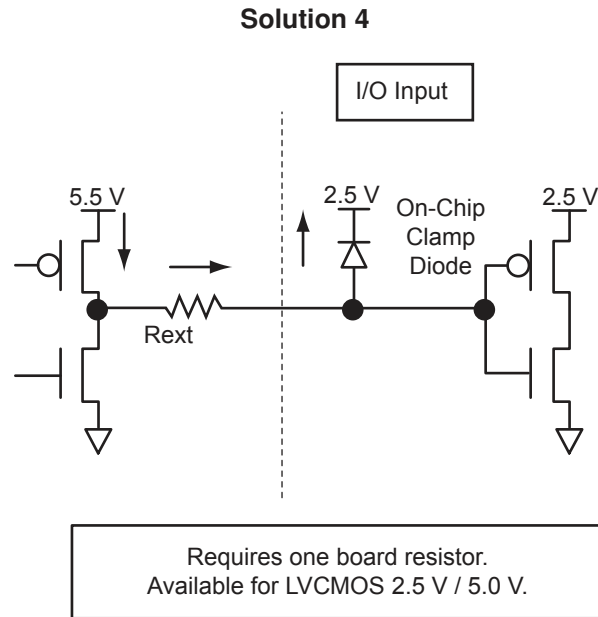 Solution 4
I/O Input
5.5 V
2.5 V
On-Chip
Clamp
Diode
2.5 V
Rext
Requires one board resistor.
Available for LVCMOS 2.5 V / 5.0 V.